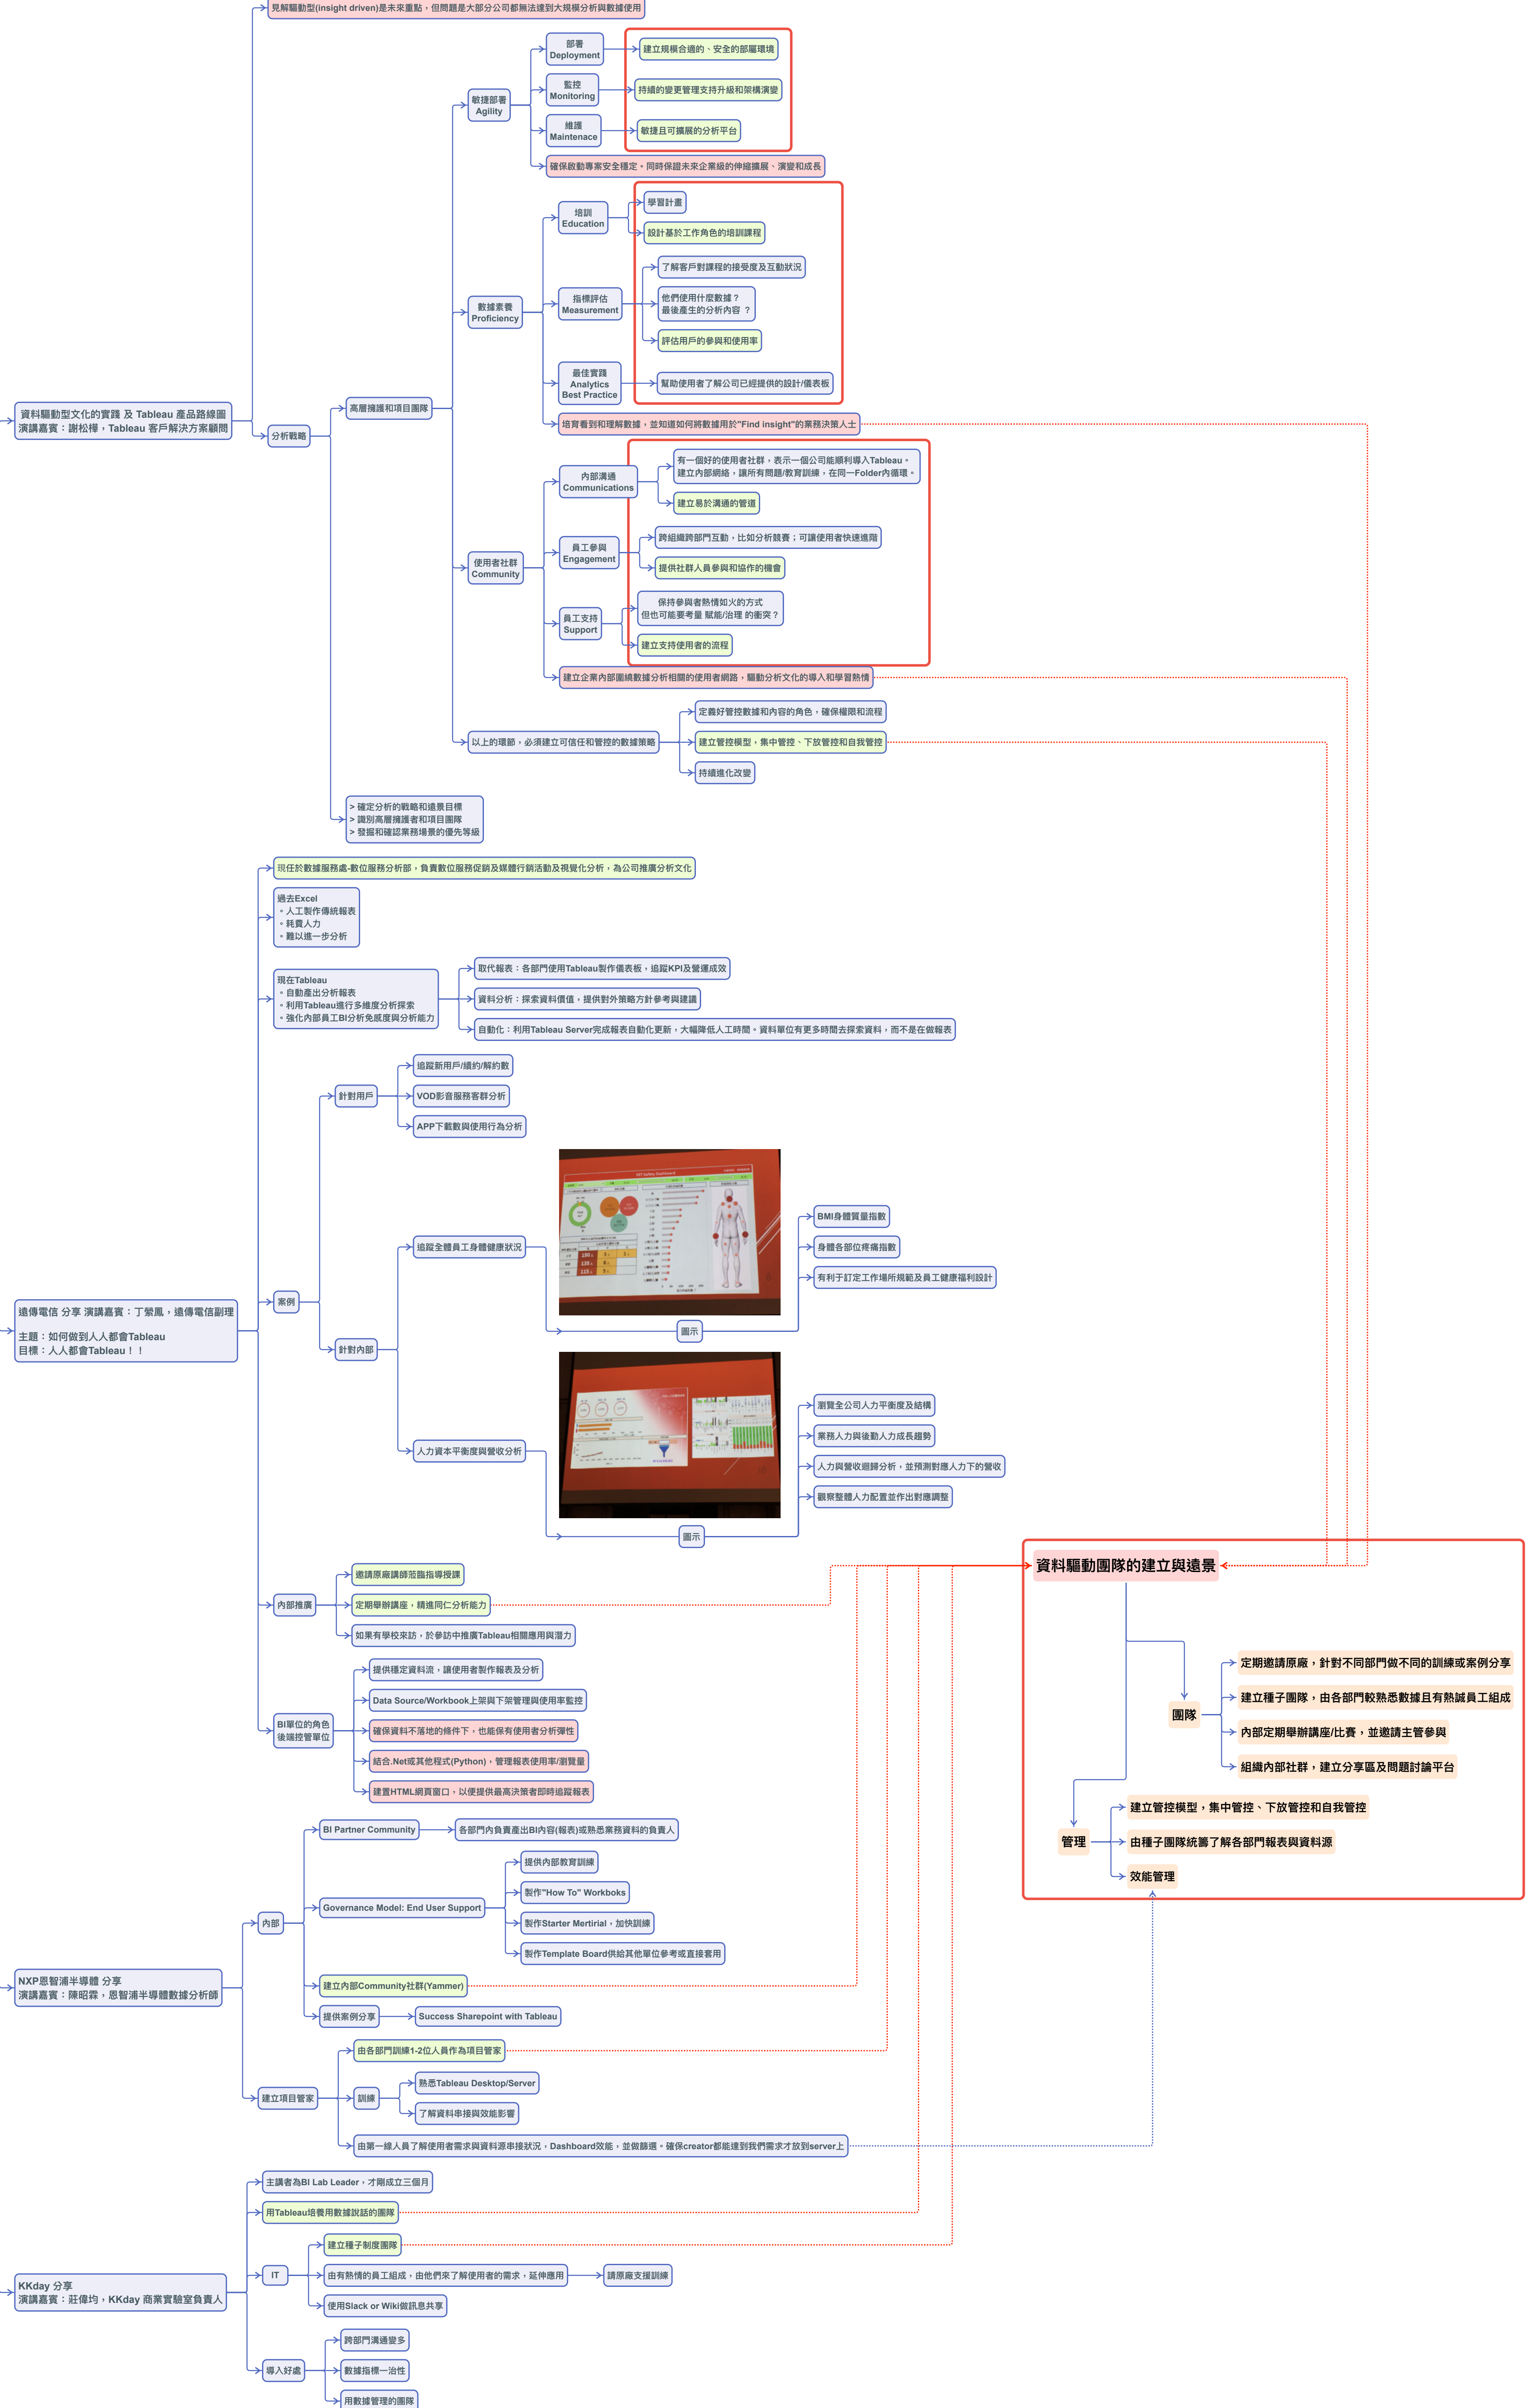 見解驅動型(insight driven)是未來重點，但問題是大部分公司都無法達到大規模分析與數據使用
資料驅動型文化的實踐 及 Tableau 產品路線圖
演講嘉賓：謝松樺，Tableau 客戶解決方案顧問
分析戰略
高層擁護和項目團隊
敏捷部署
Agility
部署
Deployment
建立規模合適的、安全的部屬環境
監控
Monitoring
持續的變更管理支持升級和架構演變
維護
Maintenace
敏捷且可擴展的分析平台
確保啟動專案安全穩定。同時保證未來企業級的伸縮擴展、演變和成長
數據素養
Proficiency
培訓
Education
學習計畫
設計基於工作角色的培訓課程
指標評估
Measurement
了解客戶對課程的接受度及互動狀況
他們使用什麼數據？
最後產生的分析內容 ？
評估用戶的參與和使用率
最佳實踐
Analytics
Best Practice
幫助使用者了解公司已經提供的設計/儀表板
培育看到和理解數據，並知道如何將數據用於"Find insight"的業務決策人士
使用者社群
Community
內部溝通
Communications
有一個好的使用者社群，表示一個公司能順利導入Tableau。
建立內部網絡，讓所有問題/教育訓練，在同一Folder內循環。
建立易於溝通的管道
員工參與
Engagement
跨組織跨部門互動，比如分析競賽；可讓使用者快速進階
提供社群人員參與和協作的機會
員工支持
Support
保持參與者熱情如火的方式
但也可能要考量 賦能/治理 的衝突？
建立支持使用者的流程
建立企業內部圍繞數據分析相關的使用者網路，驅動分析文化的導入和學習熱情
以上的環節，必須建立可信任和管控的數據策略
定義好管控數據和內容的角色，確保權限和流程
建立管控模型，集中管控、下放管控和自我管控
持續進化改變
> 確定分析的戰略和遠景目標
> 識別高層擁護者和項目團隊
> 發掘和確認業務場景的優先等級
遠傳電信 分享 演講嘉賓：丁縈鳳，遠傳電信副理
主題：如何做到人人都會Tableau
目標：人人都會Tableau！！
現任於數據服務處-數位服務分析部，負責數位服務促銷及媒體行銷活動及視覺化分析，為公司推廣分析文化
過去Excel
◦人工製作傳統報表
◦耗費人力
◦難以進一步分析
現在Tableau
◦自動產出分析報表
◦利用Tableau進行多維度分析探索
◦強化內部員工BI分析免感度與分析能力
取代報表：各部門使用Tableau製作儀表板，追蹤KPI及營運成效
資料分析：探索資料價值，提供對外策略方針參考與建議
自動化：利用Tableau Server完成報表自動化更新，大幅降低人工時間。資料單位有更多時間去探索資料，而不是在做報表
案例
針對用戶
追蹤新用戶/續約/解約數
VOD影音服務客群分析
APP下載數與使用行為分析
針對內部
追蹤全體員工身體健康狀況
圖示
BMI身體質量指數
身體各部位疼痛指數
有利于訂定工作場所規範及員工健康福利設計
人力資本平衡度與營收分析
圖示
瀏覽全公司人力平衡度及結構
業務人力與後勤人力成長趨勢
人力與營收迴歸分析，並預測對應人力下的營收
觀察整體人力配置並作出對應調整
內部推廣
邀請原廠講師蒞臨指導授課
定期舉辦講座，精進同仁分析能力
如果有學校來訪，於參訪中推廣Tableau相關應用與潛力
BI單位的角色
後端控管單位
提供穩定資料流，讓使用者製作報表及分析
Data Source/Workbook上架與下架管理與使用率監控
確保資料不落地的條件下，也能保有使用者分析彈性
結合.Net或其他程式(Python)，管理報表使用率/瀏覽量
建置HTML網頁窗口，以便提供最高決策者即時追蹤報表
資料驅動團隊的建立與遠景
團隊
定期邀請原廠，針對不同部門做不同的訓練或案例分享
建立種子團隊，由各部門較熟悉數據且有熱誠員工組成
內部定期舉辦講座/比賽，並邀請主管參與
組織內部社群，建立分享區及問題討論平台
管理
建立管控模型，集中管控、下放管控和自我管控
由種子團隊統籌了解各部門報表與資料源
效能管理
NXP恩智浦半導體 分享
演講嘉賓：陳昭霖，恩智浦半導體數據分析師
內部
BI Partner Community
各部門內負責產出BI內容(報表)或熟悉業務資料的負責人
Governance Model: End User Support
提供內部教育訓練
製作"How To" Workboks
製作Starter Mertirial，加快訓練
製作Template Board供給其他單位參考或直接套用
建立內部Community社群(Yammer)
提供案例分享
Success Sharepoint with Tableau
建立項目管家
由各部門訓練1-2位人員作為項目管家
訓練
熟悉Tableau Desktop/Server
了解資料串接與效能影響
由第一線人員了解使用者需求與資料源串接狀況，Dashboard效能，並做篩選。確保creator都能達到我們需求才放到server上
KKday 分享
演講嘉賓：莊偉均，KKday 商業實驗室負責人
主講者為BI Lab Leader，才剛成立三個月
用Tableau培養用數據說話的團隊
IT
建立種子制度團隊
由有熱情的員工組成，由他們來了解使用者的需求，延伸應用
請原廠支援訓練
使用Slack or Wiki做訊息共享
導入好處
跨部門溝通變多
數據指標一治性
用數據管理的團隊